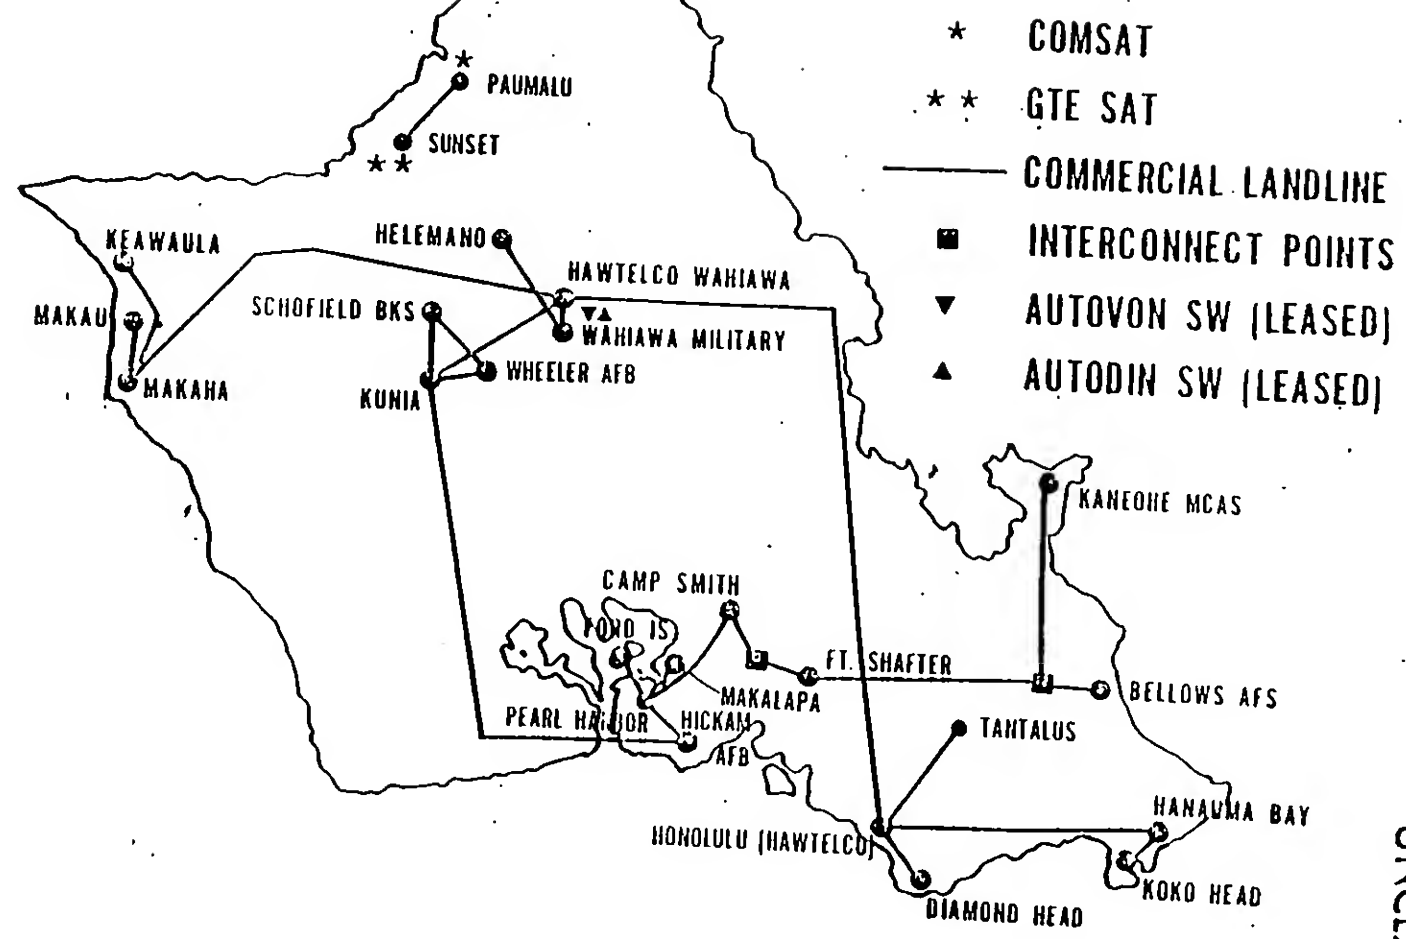 * COMSAT
* * GTE SAT
COMMERCIAL LANDLINE
INTERCONNECT POINTS
AUTOVON SW (LEASED)
AUTODIN SW (LEASED)
*
PAUMALU
SUNSET
* *
KEAWAULA
HELEMANO
HAWTELCO WAHIAWA
MAKAU
SCHOFIELD BKS
WAHIAWA MILITARY
MAKAHA
WHEELER AFB
KUNIA
KANEOHE MCAS
CAMP SMITH
FORD IS
FT. SHAFTER
MAKALAPA
BELLOWS AFS
PEARL HARBOR
HICKAM
AFB
TANTALUS
HANAUMA BAY
HONOLULU (HAWTELCO)
KOKO HEAD
DIAMOND HEAD